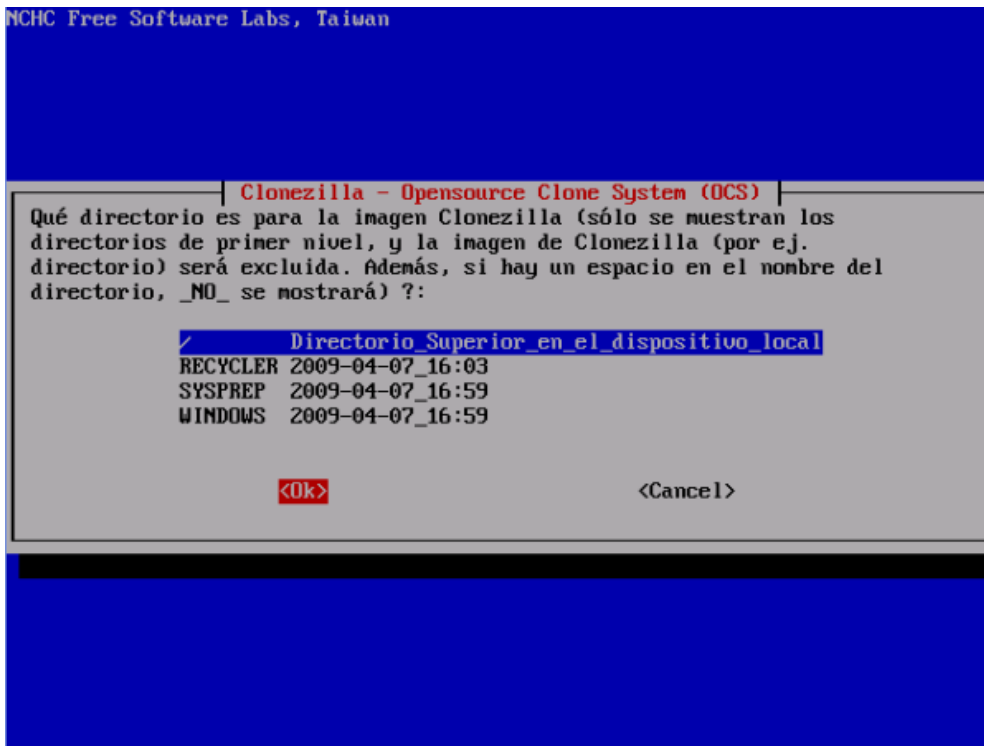 NCHC Free Software Labs, Taiwan
Clonezilla - Opensource Clone System (OCS)
Qué directorio es para la imagen Clonezilla (sólo se muestran los
directorios de primer nivel, y la imagen de Clonezilla (por ej.
directorio) será excluida. Además, si hay un espacio en el nombre del
directorio, _NO_ se mostrará) ?:
/ Directorio_Superior_en_el_dispositivo_local
RECYCLER 2009-04-07_16:03
SYSPREP 2009-04-07_16:59
WINDOWS 2009-04-07_16:59
<Ok> <Cancel>